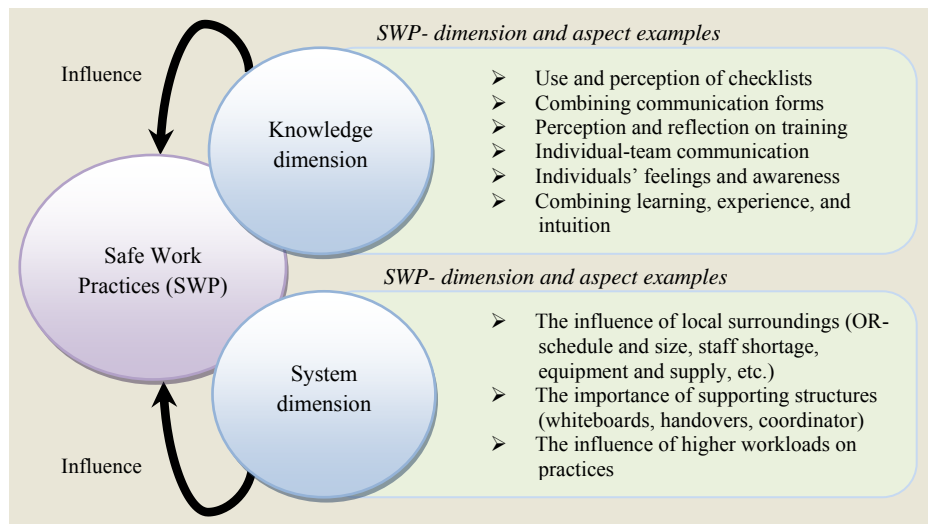 SWP- dimension and aspect examples
Influence
Knowledge
dimension
➢ Use and perception of checklists
➢ Combining communication forms
➢ Perception and reflection on training
➢ Individual-team communication
➢ Individuals' feelings and awareness
➢ Combining learning, experience, and
intuition
Safe Work
Practices (SWP)
SWP- dimension and aspect examples
System
dimension
➢ The influence of local surroundings (OR-
schedule and size, staff shortage,
equipment and supply, etc.)
➢ The importance of supporting structures
(whiteboards, handovers, coordinator)
➢ The influence of higher workloads on
practices
Influence